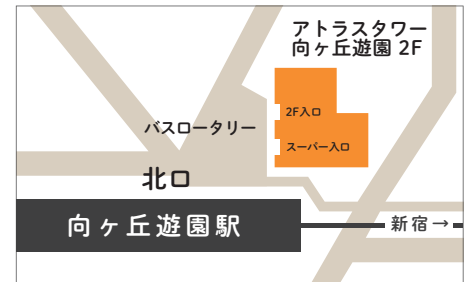 アトラスタワー
向ヶ丘遊園 2F
2F入口
バスロータリー
スーパー入口
北口
向ヶ丘遊園駅
新宿→